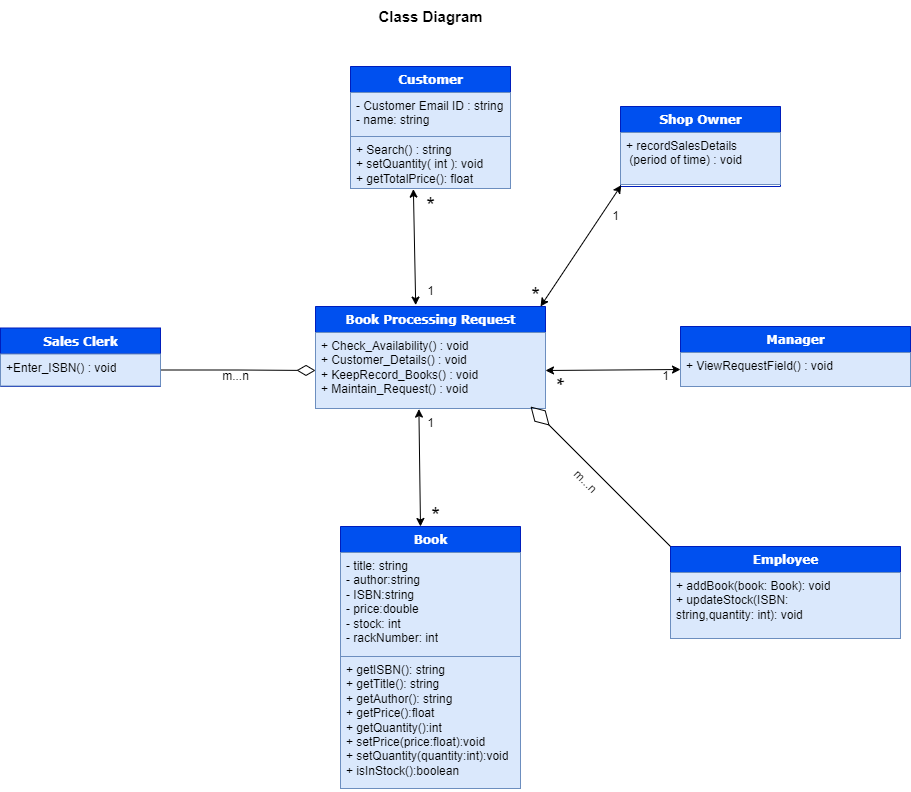 Class Diagram
Customer
- Customer Email ID : string
- name: string
+ Search() : string
+ setQuantity( int ): void
+ getTotalPrice(): float
Shop Owner
+ recordSalesDetails
(period of time) : void
*
1
1
*
Book Processing Request
+ Check_Availability() : void
+ Customer_Details() : void
+ KeepRecord_Books() : void
+ Maintain_Request() : void
Sales Clerk
+Enter_ISBN() : void
m...n
Manager
+ ViewRequestField() : void
*
1
1
*
m...n
Book
- title: string
- author:string
- ISBN:string
- price:double
- stock: int
- rackNumber: int
+ getISBN(): string
+ getTitle(): string
+ getAuthor(): string
+ getPrice():float
+ getQuantity():int
+ setPrice(price:float):void
+ setQuantity(quantity:int):void
+ isInStock():boolean
Employee
+ addBook(book: Book): void
+ updateStock(ISBN:
string,quantity: int): void